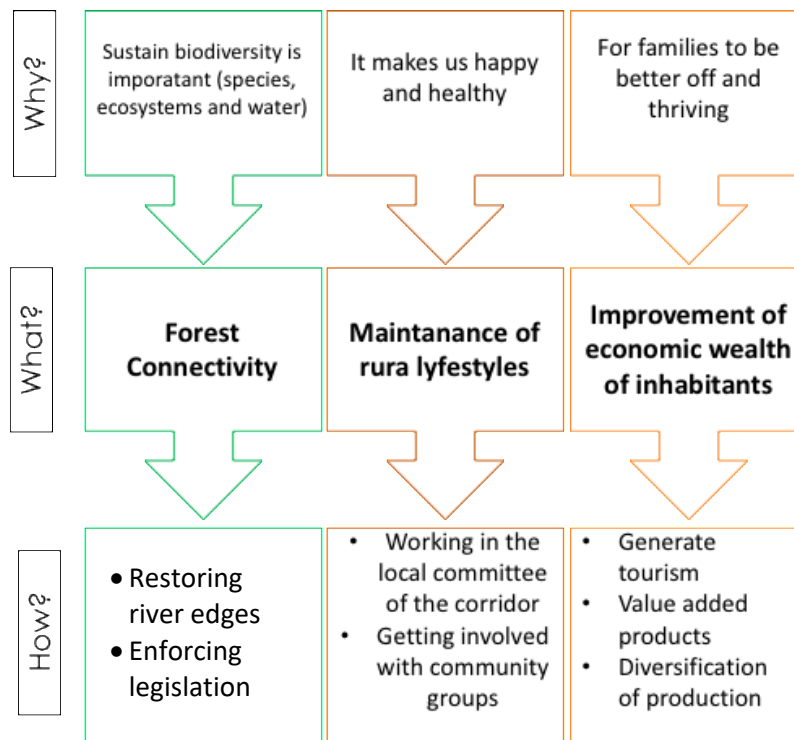 Why?
Sustain biodiversity is
imporatant (species,
ecosystems and water)
It makes us happy
and healthy
For families to be
better off and
thriving
What?
Forest
Connectivity
Maintanance of
rura lyfestyles
Improvement of
economic wealth
of inhabitants
How?
• Restoring
river edges
• Enforcing
legislation
• Working in the
local committee
of the corridor
• Getting involved
with community
groups
• Generate
tourism
• Value added
products
• Diversification
of production